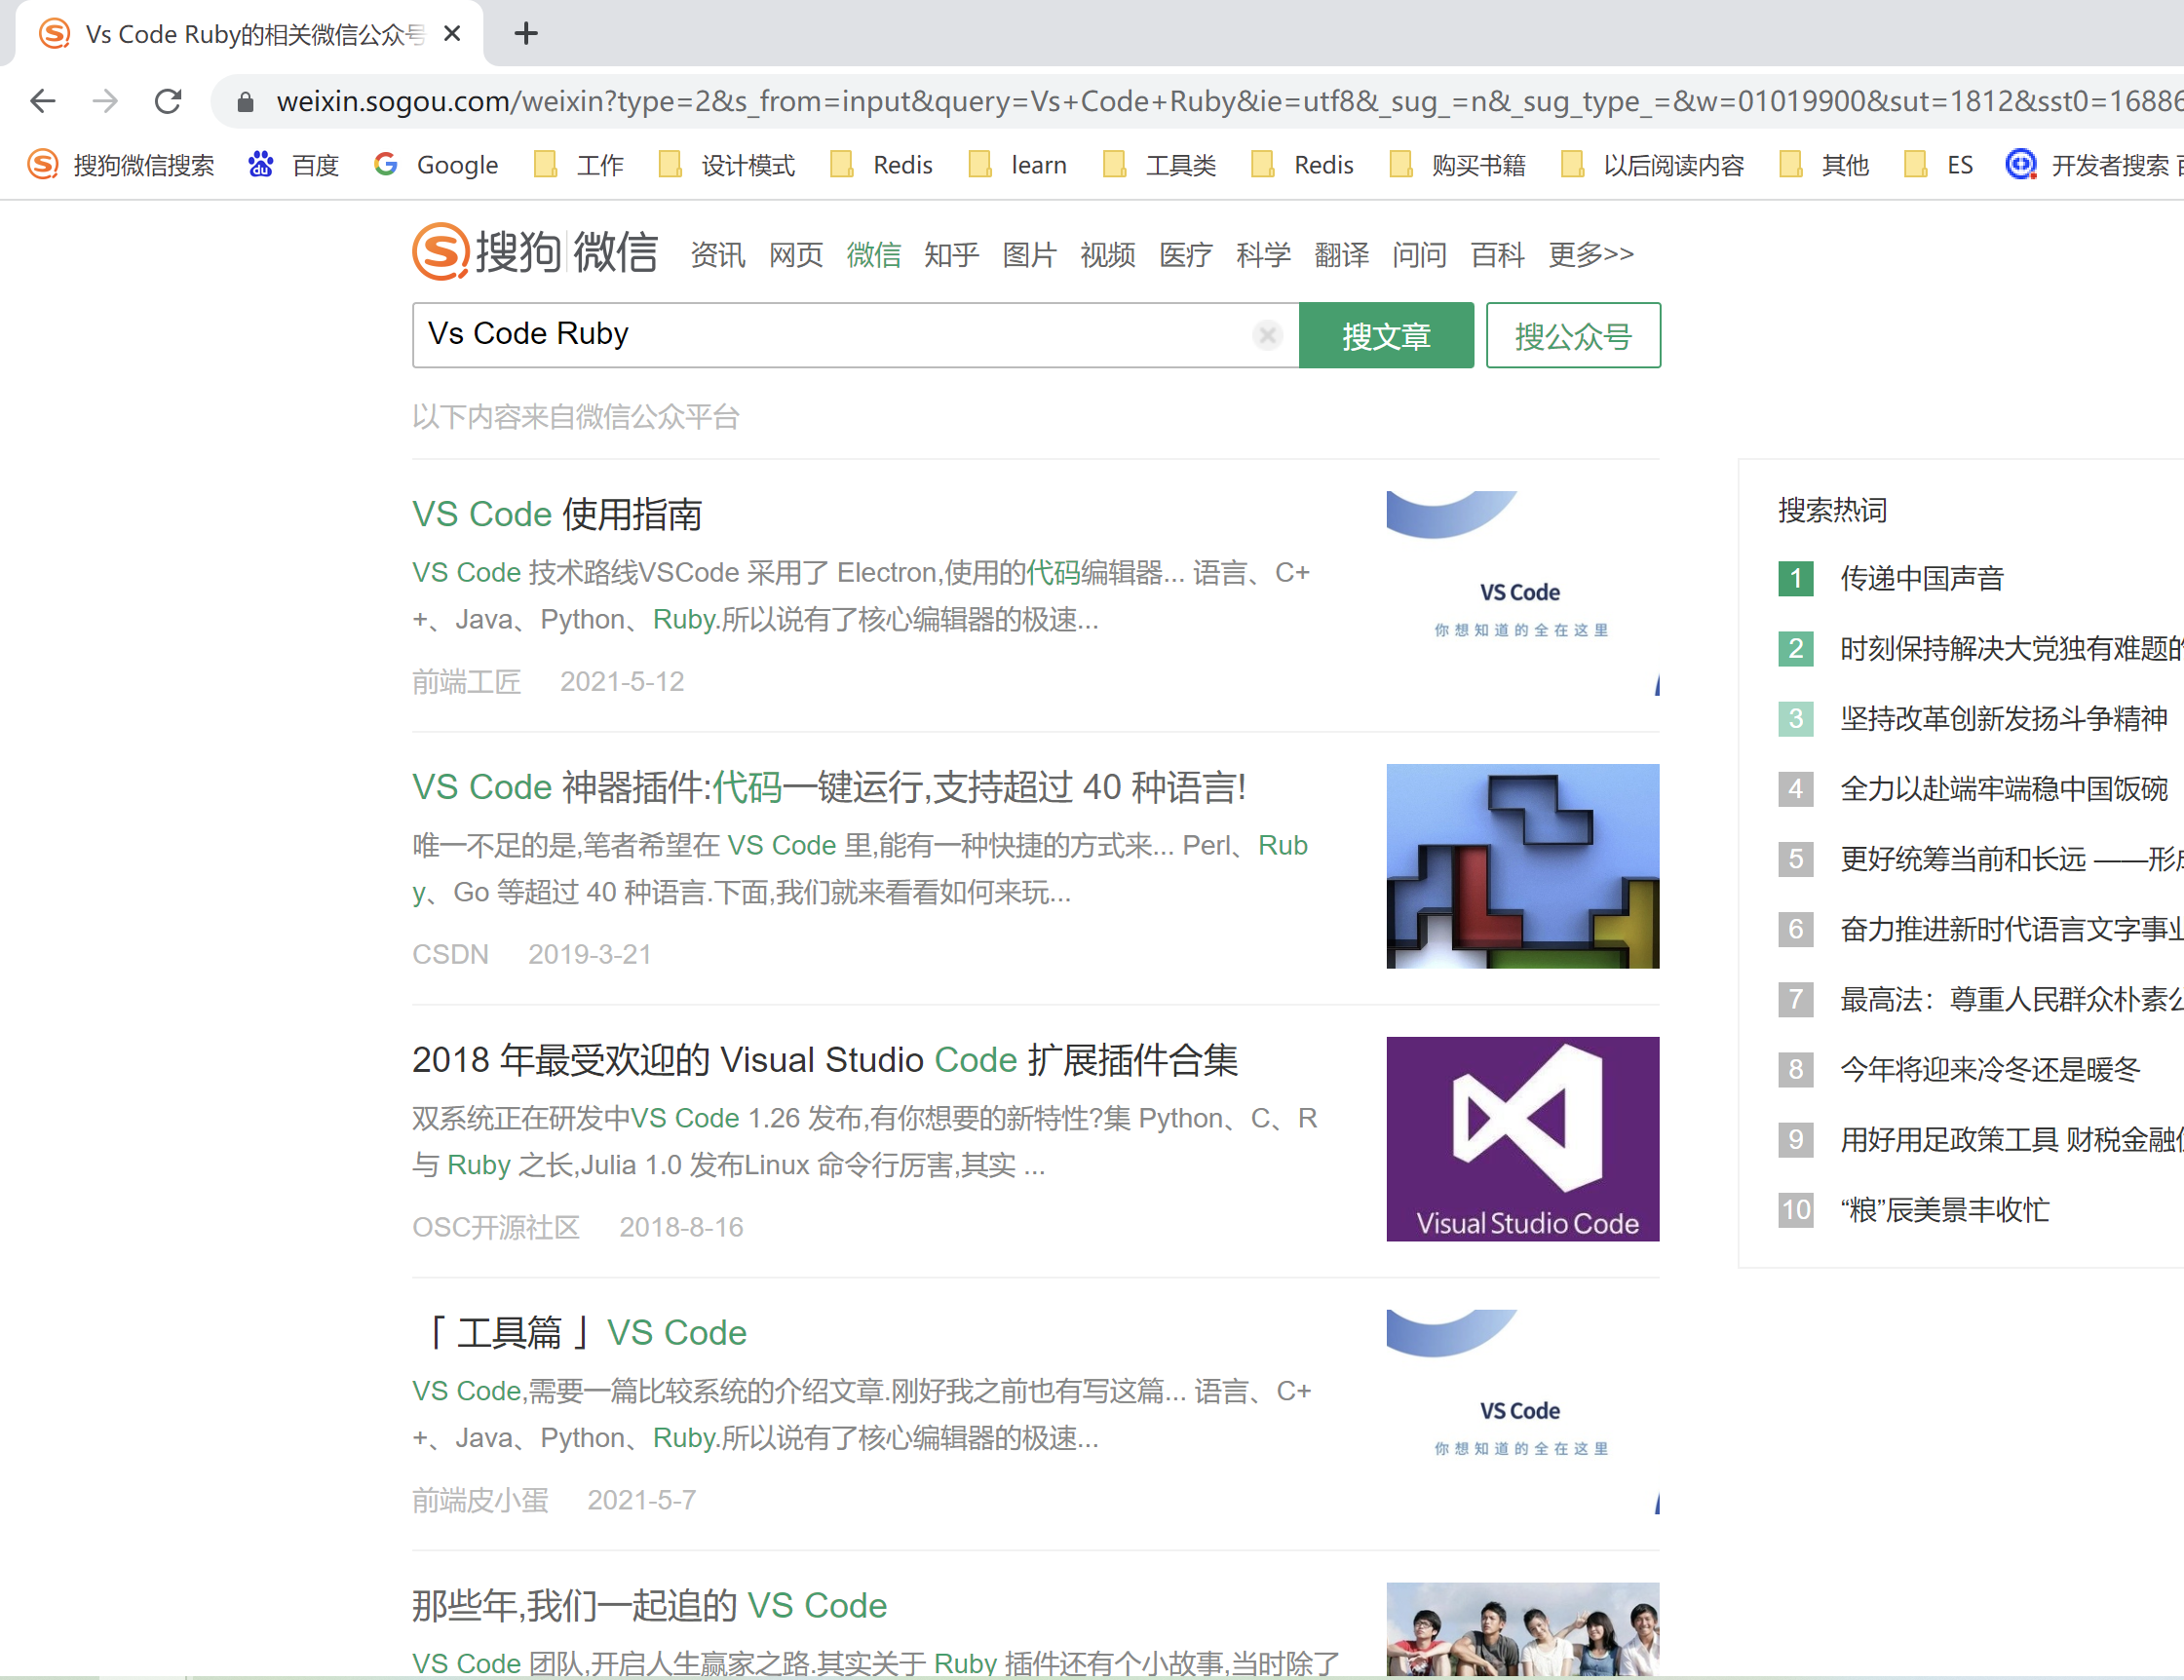 Vs Code Ruby的相关微信公众号
weixin.sogou.com/weixin?type=2&s_from=input&query=Vs+Code+Ruby&ie=utf8&_sug_=n&_sug_type_=&w=01019900&sut=1812&sst0=16886
搜狗微信搜索 百度 Google 工作 设计模式 Redis learn 工具类 Redis 购买书籍 以后阅读内容 其他 ES 开发者搜索
搜狗 微信 资讯 网页 微信 知乎 图片 视频 医疗 科学 翻译 问问 百科 更多>>
Vs Code Ruby 搜文章 搜公众号
以下内容来自微信公众平台
VS Code 使用指南
VS Code 技术路线VSCode 采用了 Electron,使用的代码编辑器... 语言、C+
+、Java、Python、Ruby.所以说有了核心编辑器的极速...
前端工匠 2021-5-12
VS Code
你想知道的全在这里
VS Code 神器插件:代码一键运行,支持超过 40 种语言!
唯一不足的是,笔者希望在 VS Code 里,能有一种快捷的方式来... Perl、Rub
y、Go 等超过 40 种语言.下面,我们就来看看如何来玩...
CSDN 2019-3-21
2018 年最受欢迎的 Visual Studio Code 扩展插件合集
双系统正在研发中VS Code 1.26 发布,有你想要的新特性?集 Python、C、R
与 Ruby 之长,Julia 1.0 发布Linux 命令行厉害,其实 ...
OSC开源社区 2018-8-16
Visual Studio Code
「 工具篇 」VS Code
VS Code,需要一篇比较系统的介绍文章.刚好我之前也有写这篇... 语言、C+
+、Java、Python、Ruby.所以说有了核心编辑器的极速...
前端皮小蛋 2021-5-7
VS Code
你想知道的全在这里
那些年,我们一起追的 VS Code
VS Code 团队,开启人生赢家之路.其实关于 Ruby 插件还有个小故事,当时除了
搜索热词
1 传递中国声音
2 时刻保持解决大党独有难题的
3 坚持改革创新发扬斗争精神
4 全力以赴端牢端稳中国饭碗
5 更好统筹当前和长远 ——形成
6 奋力推进新时代语言文字事业
7 最高法：尊重人民群众朴素公
8 今年将迎来冷冬还是暖冬
9 用好用足政策工具 财税金融
10 “粮”辰美景丰收忙